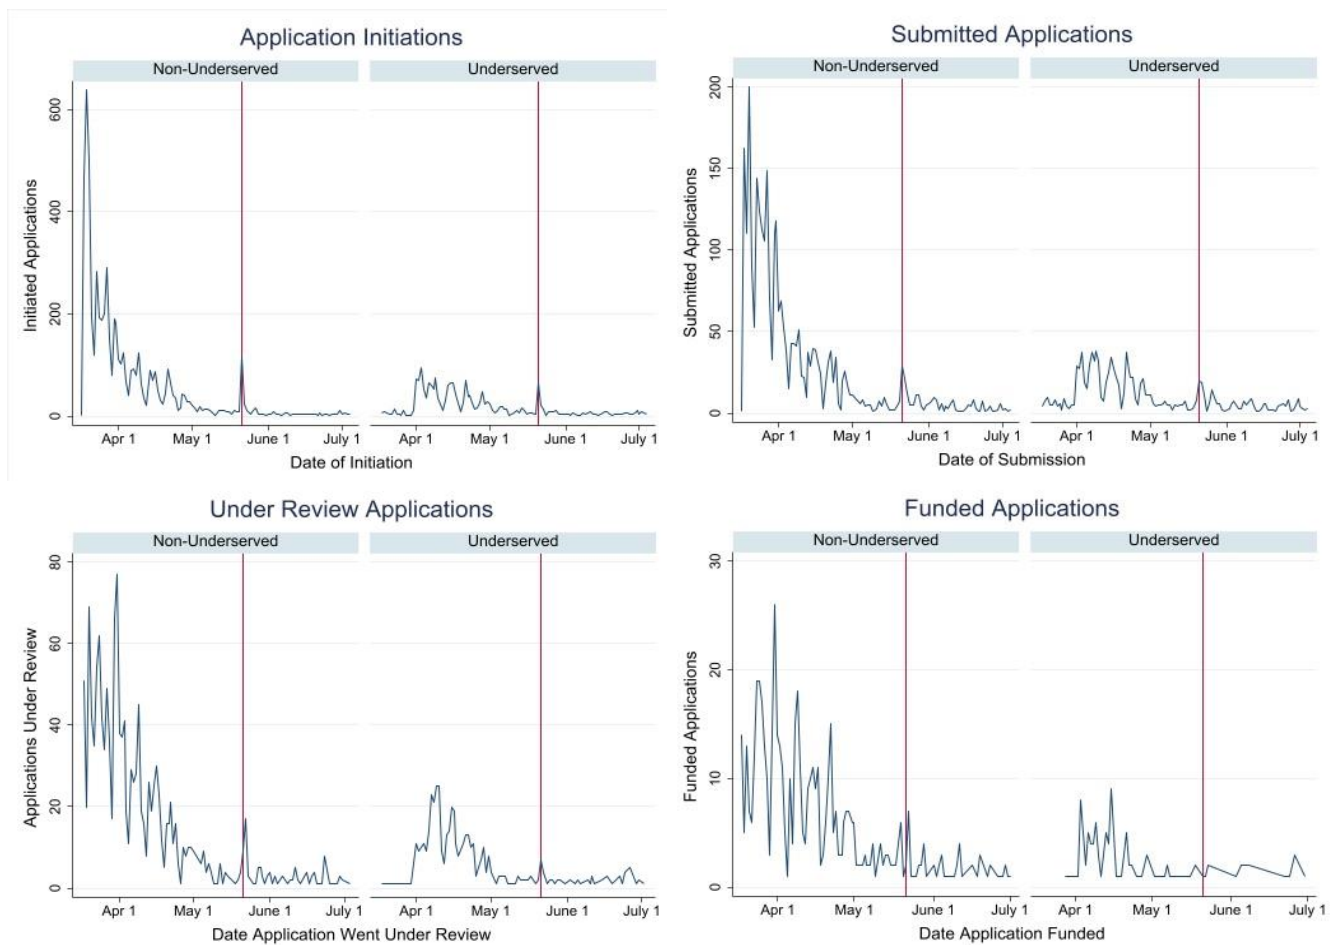 Application Initiations
Non-Underserved
Underserved
Initiated Applications
600
400
200
0
Apr 1 May 1 June 1 July 1
Apr 1 May 1 June 1 July 1
Date of Initiation
Submitted Applications
Non-Underserved
Underserved
Submitted Applications
200
150
100
50
0
Apr 1 May 1 June 1 July 1
Apr 1 May 1 June 1 July 1
Date of Submission
Under Review Applications
Non-Underserved
Underserved
Applications Under Review
80
60
40
20
0
Apr 1 May 1 June 1 July 1
Apr 1 May 1 June 1 July 1
Date Application Went Under Review
Funded Applications
Non-Underserved
Underserved
Funded Applications
30
20
10
0
Apr 1 May 1 June 1 July 1
Apr 1 May 1 June 1 July 1
Date Application Funded